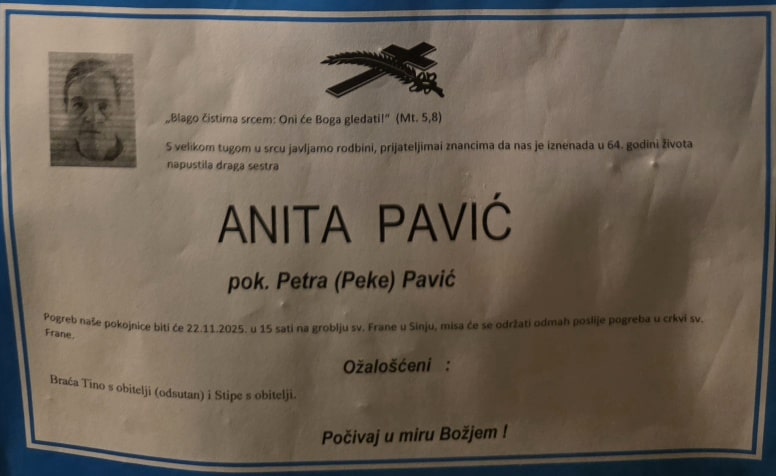 „Blago čistima srcem: Oni će Boga gledati!“ (Mt. 5,8)
S velikom tugom u srcu javljamo rodbini, prijateljimai znancima da nas je iznenada u 64. godini života
napustila draga sestra
ANITA PAVIĆ
pok. Petra (Peke) Pavić
Pogreb naše pokojnice biti će 22.11.2025. u 15 sati na groblju sv. Frane u Sinju, misa će se održati odmah poslije pogreba u crkvi sv.
Frane.
Ožalošćeni :
Braća Tino s obitelji (odsutan) i Stipe s obitelji.
Počivaj u miru Božjem !